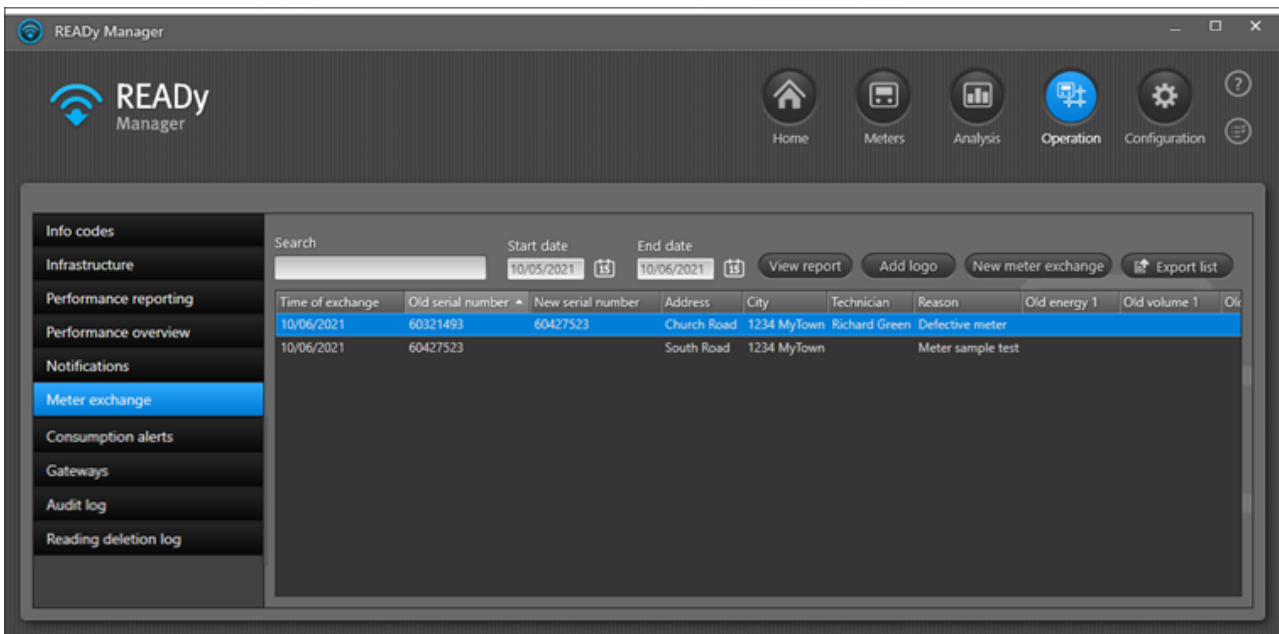 READy Manager
READy
Manager
Home Meters Analysis Operation Configuration
Info codes
Infrastructure
Performance reporting
Performance overview
Notifications
Meter exchange
Consumption alerts
Gateways
Audit log
Reading deletion log
Search Start date End date
10/05/2021 15 10/06/2021 15 View report Add logo New meter exchange Export list
Time of exchange Old serial number New serial number Address City Technician Reason Old energy 1 Old volume 1
10/06/2021 60321493 60427523 Church Road 1234 MyTown Richard Green Defective meter
10/06/2021 60427523 South Road 1234 MyTown Meter sample test